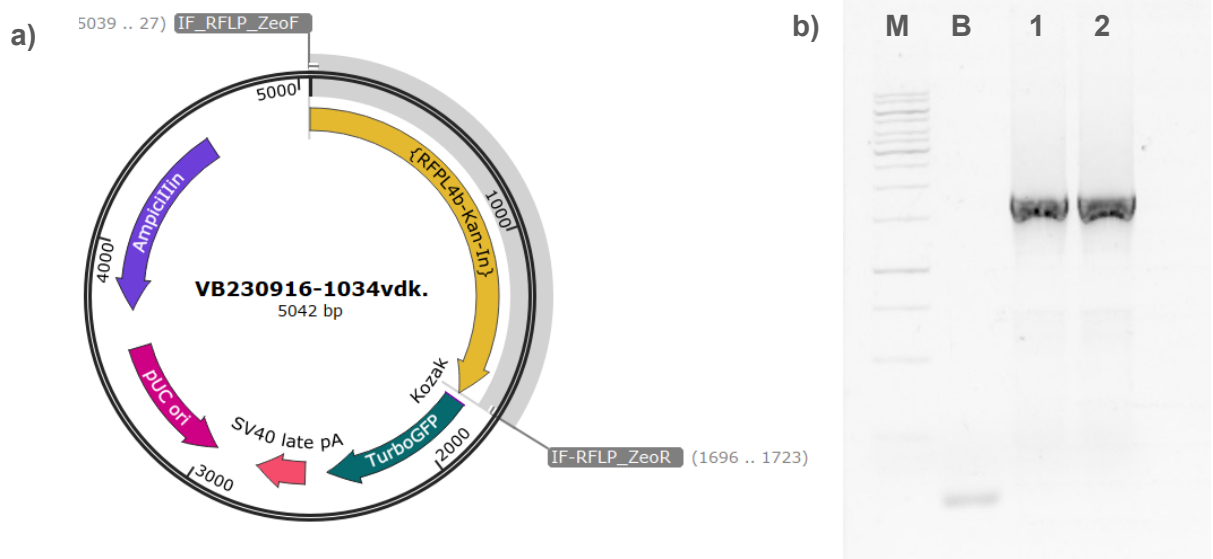 a)
5039 .. 27) IF_RFLP_ZeoF
5000
1000
2000
3000
4000
AmpicIlin
{RFPL4b-Kan-In}
VB230916-1034vdk.
5042 bp
Kozak
TurboGFP
SV40 late pA
pUC ori
IF-RFLP_ZeoR (1696 .. 1723)
b)
M B 1 2